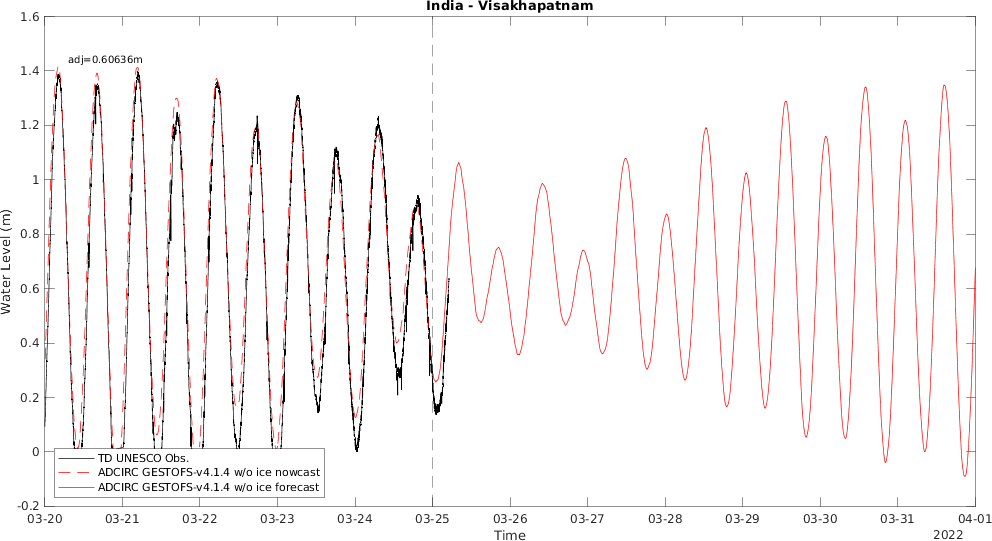 India - Visakhapatnam
adj=0.60636m
Water Level (m)
1.6
1.4
1.2
1
0.8
0.6
0.4
0.2
0
-0.2
TD UNESCO Obs.
ADCIRC GESTOFS-v4.1.4 w/o ice nowcast
ADCIRC GESTOFS-v4.1.4 w/o ice forecast
03-20 03-21 03-22 03-23 03-24 03-25 03-26 03-27 03-28 03-29 03-30 03-31 04-01
Time
2022